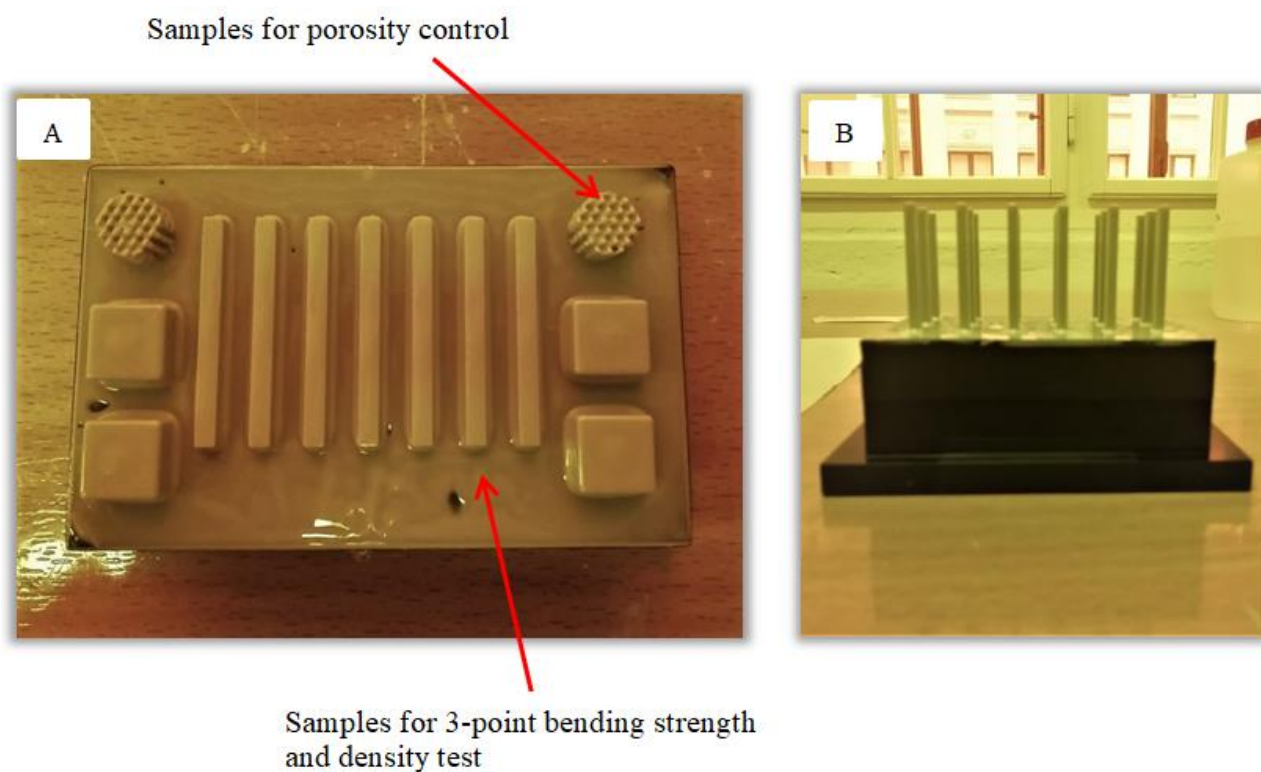 Samples for porosity control
A
B
Samples for 3-point bending strength
and density test